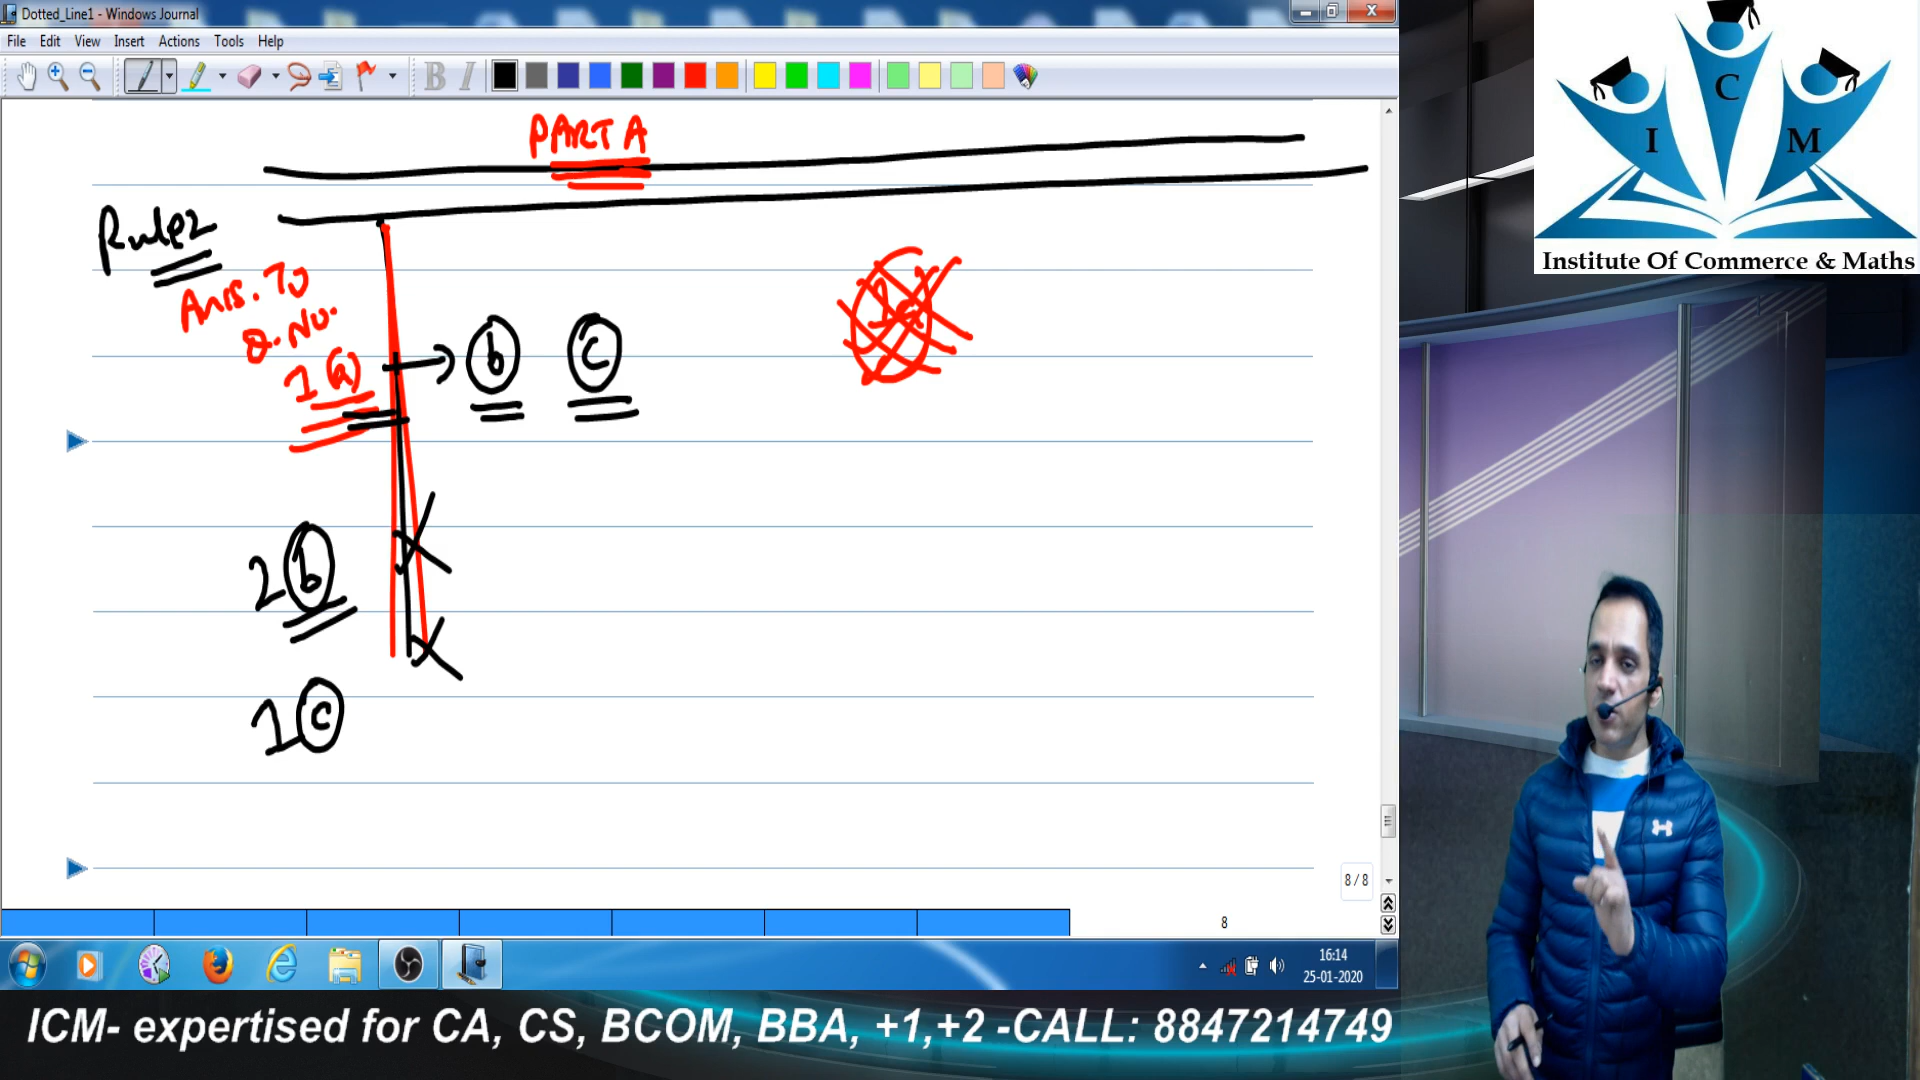 Dotted_Line1 - Windows Journal
File Edit View Insert Actions Tools Help
B I
PART A
Rule 2
Ans. To
Q. No.
1 (a)
b c
2 b
1 c
8 / 8
8
16:14
25-01-2020
I C M
Institute Of Commerce & Maths
ICM- expertised for CA, CS, BCOM, BBA, +1,+2 -CALL: 8847214749